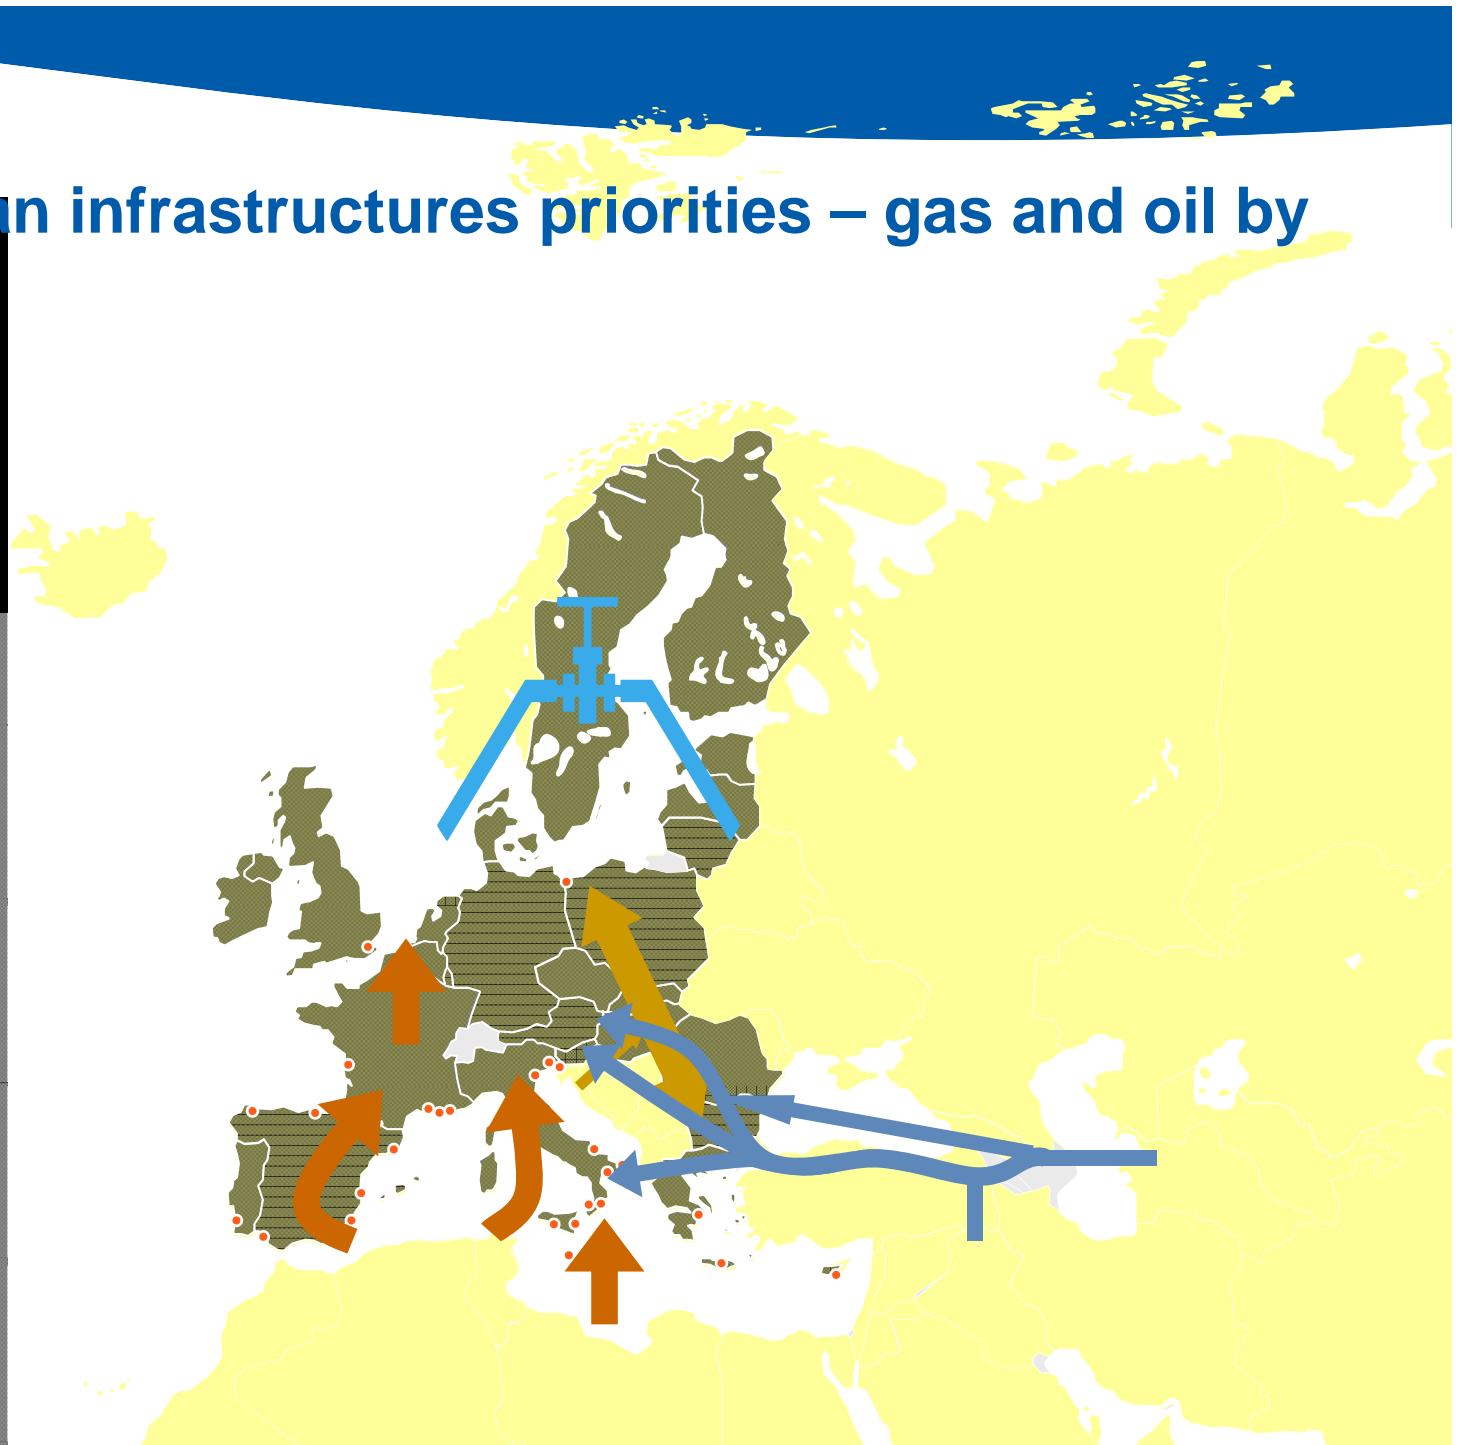 an infrastructures priorities – gas and oil by